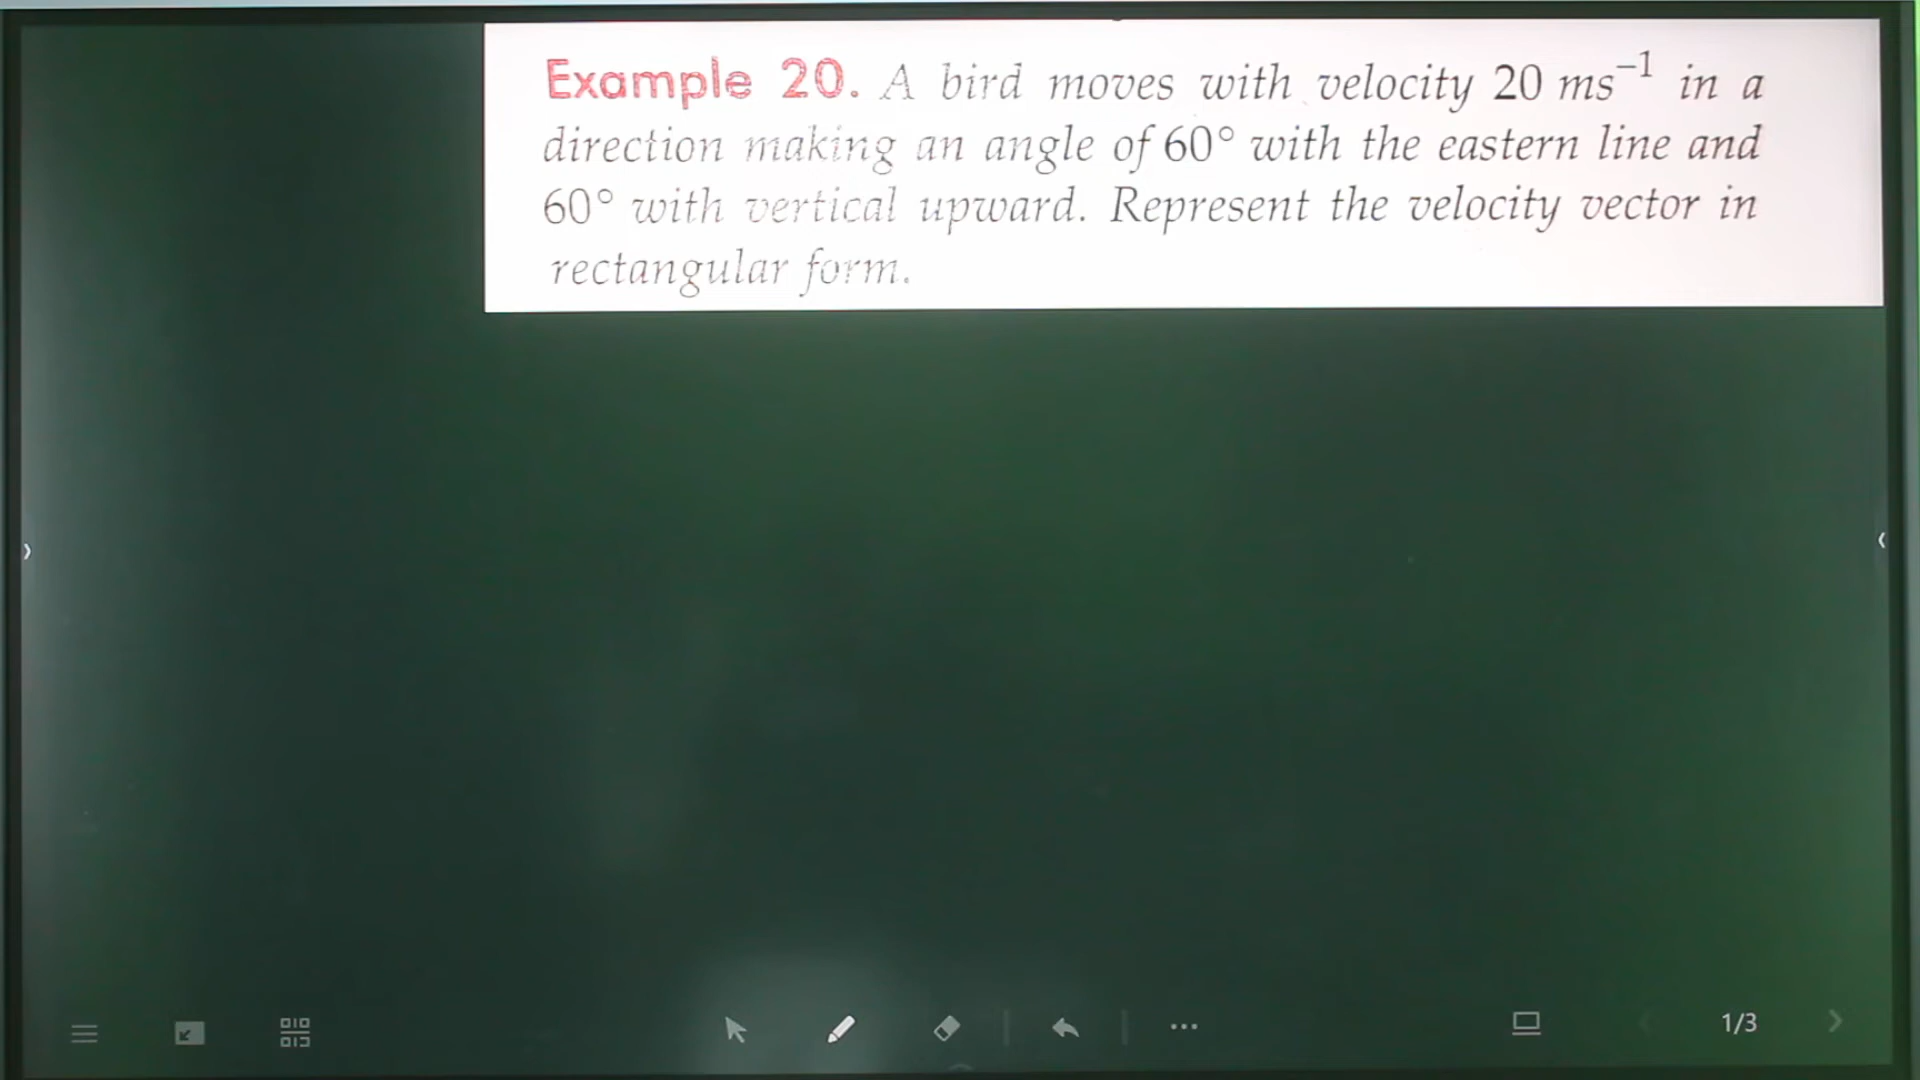 Example 20. A bird moves with velocity 20 ms⁻¹ in a
direction making an angle of 60° with the eastern line and
60° with vertical upward. Represent the velocity vector in
rectangular form.
1/3